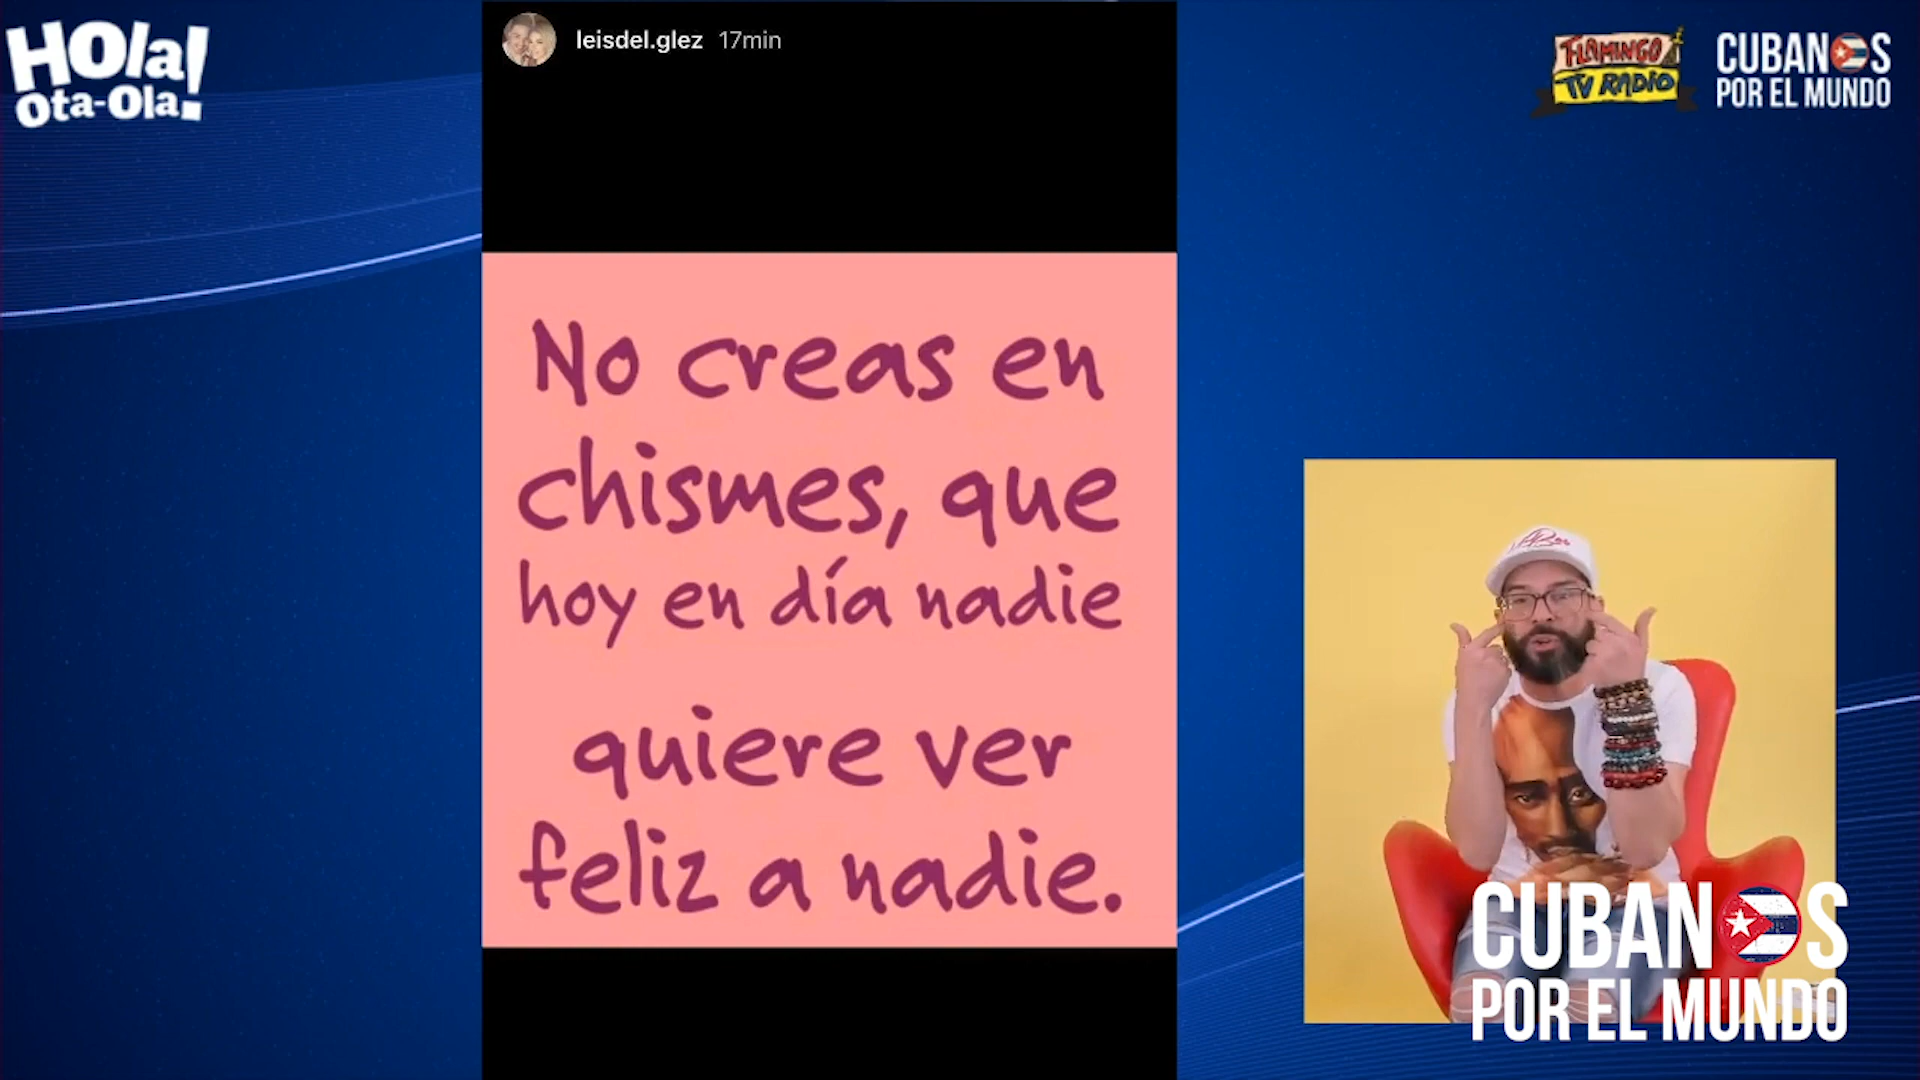 HOla!
Ota-Ola!
leisdel.glez 17min
FLAMINGO
TV RADIO
CUBANOS
POR EL MUNDO
No creas en
chismes, que
hoy en día nadie
quiere ver
feliz a nadie.
CUBANOS
POR EL MUNDO